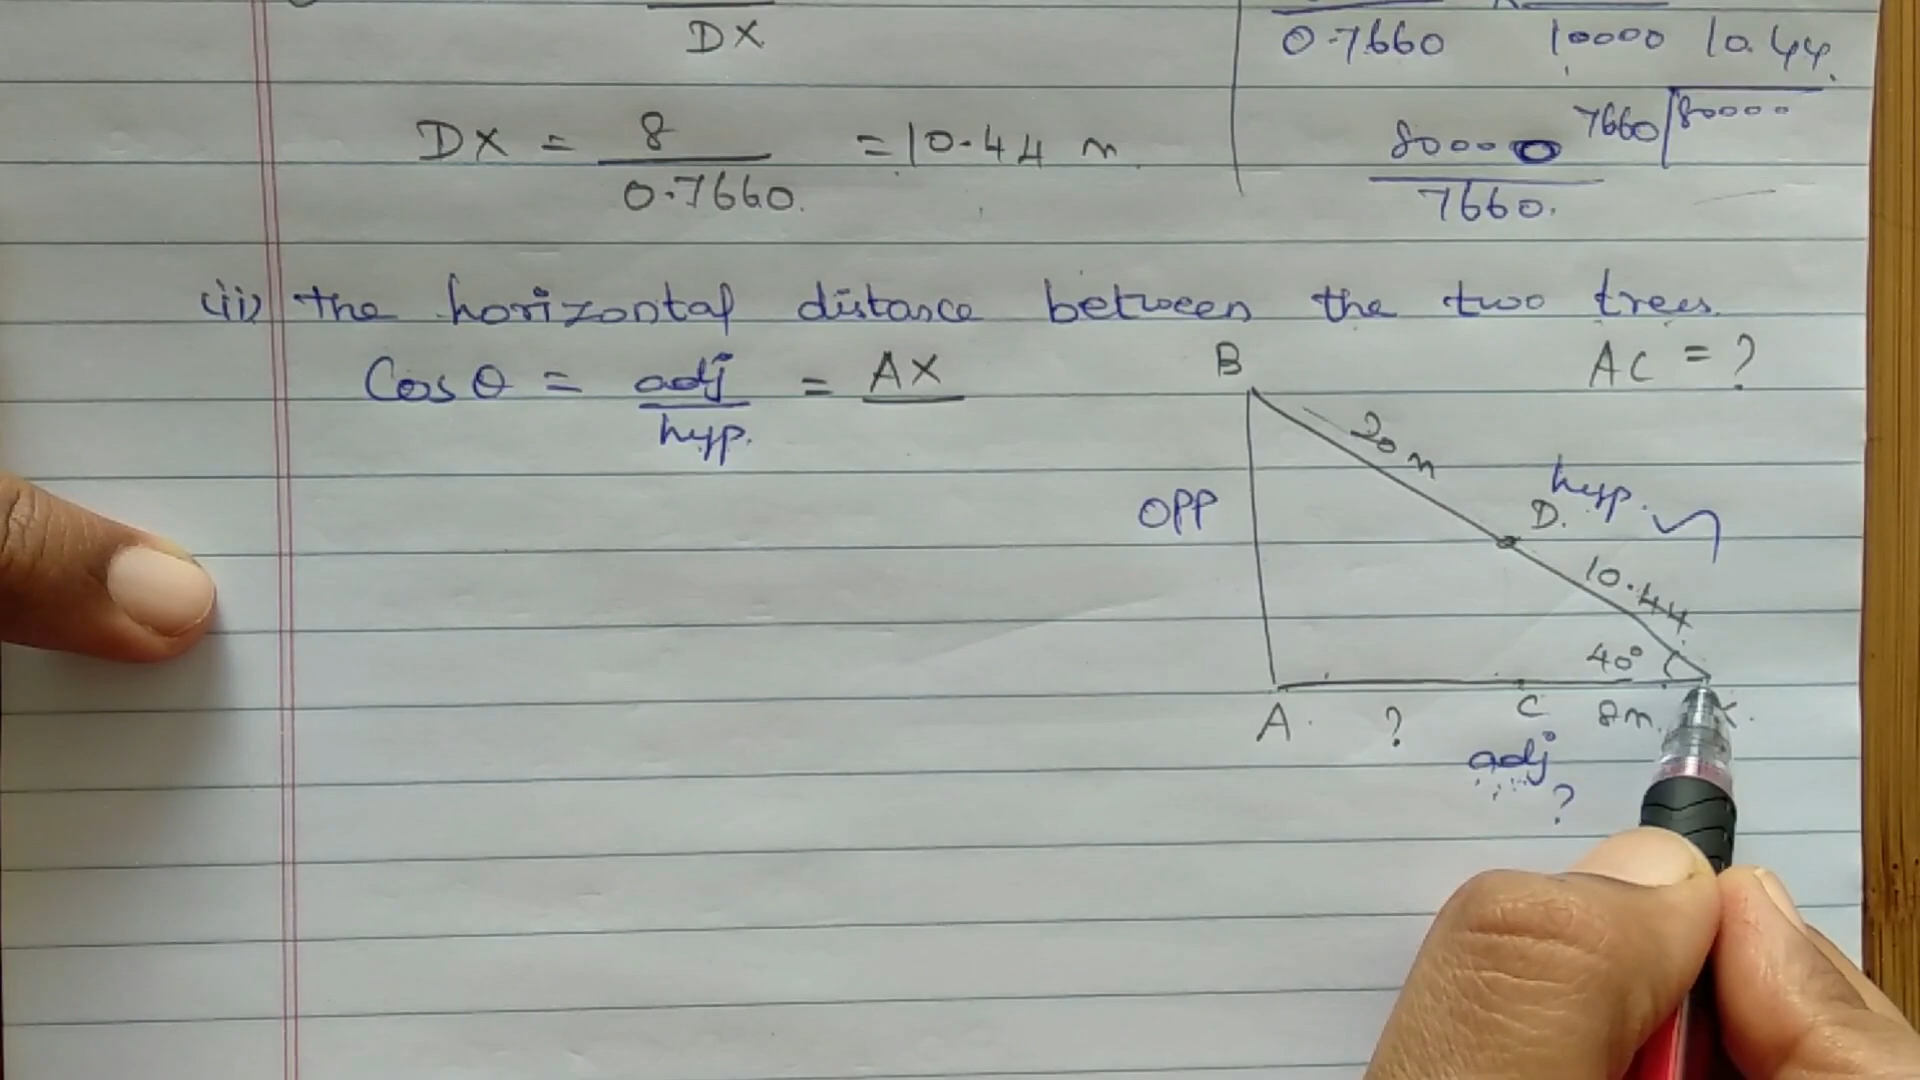 DX
0.7660 10000 10.44.
DX = 8 / 0.7660. = 10.44 m
80000 / 7660.
7660 80000
(ii) the horizontal distance between the two trees.
Cos θ = adj / hyp. = AX
AC = ?
B
20 m
hyp.
OPP
D.
10.44
40°
A. ? C 8m. X.
adj
?